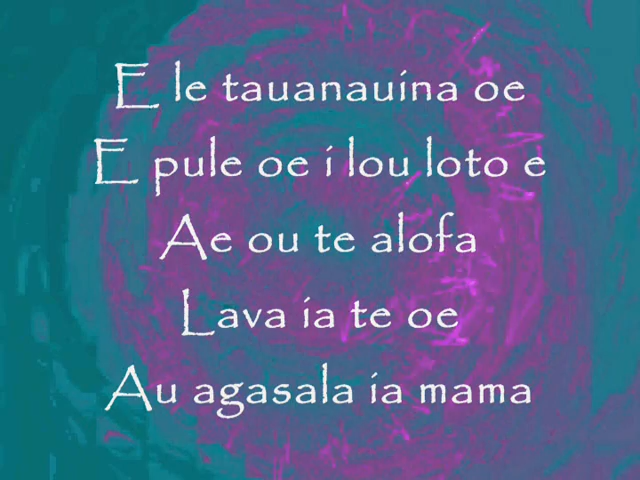 E le tauanauina oe
E pule oe i lou loto e
Ae ou te alofa
Lava ia te oe
Au agasala ia mama